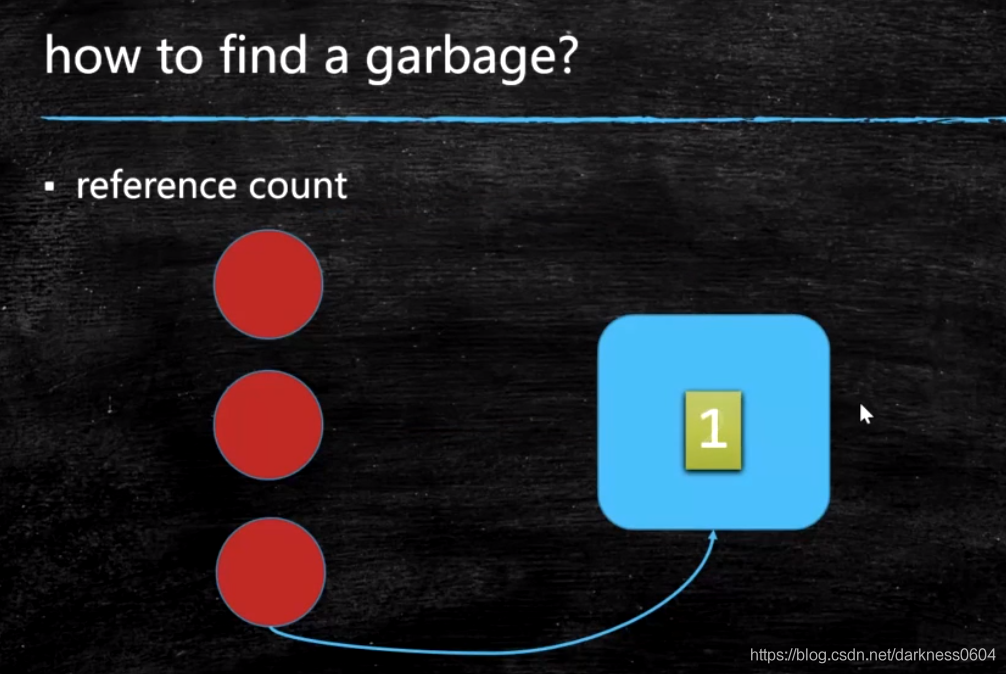 how to find a garbage?
▪ reference count
1
https://blog.csdn.net/darkness0604